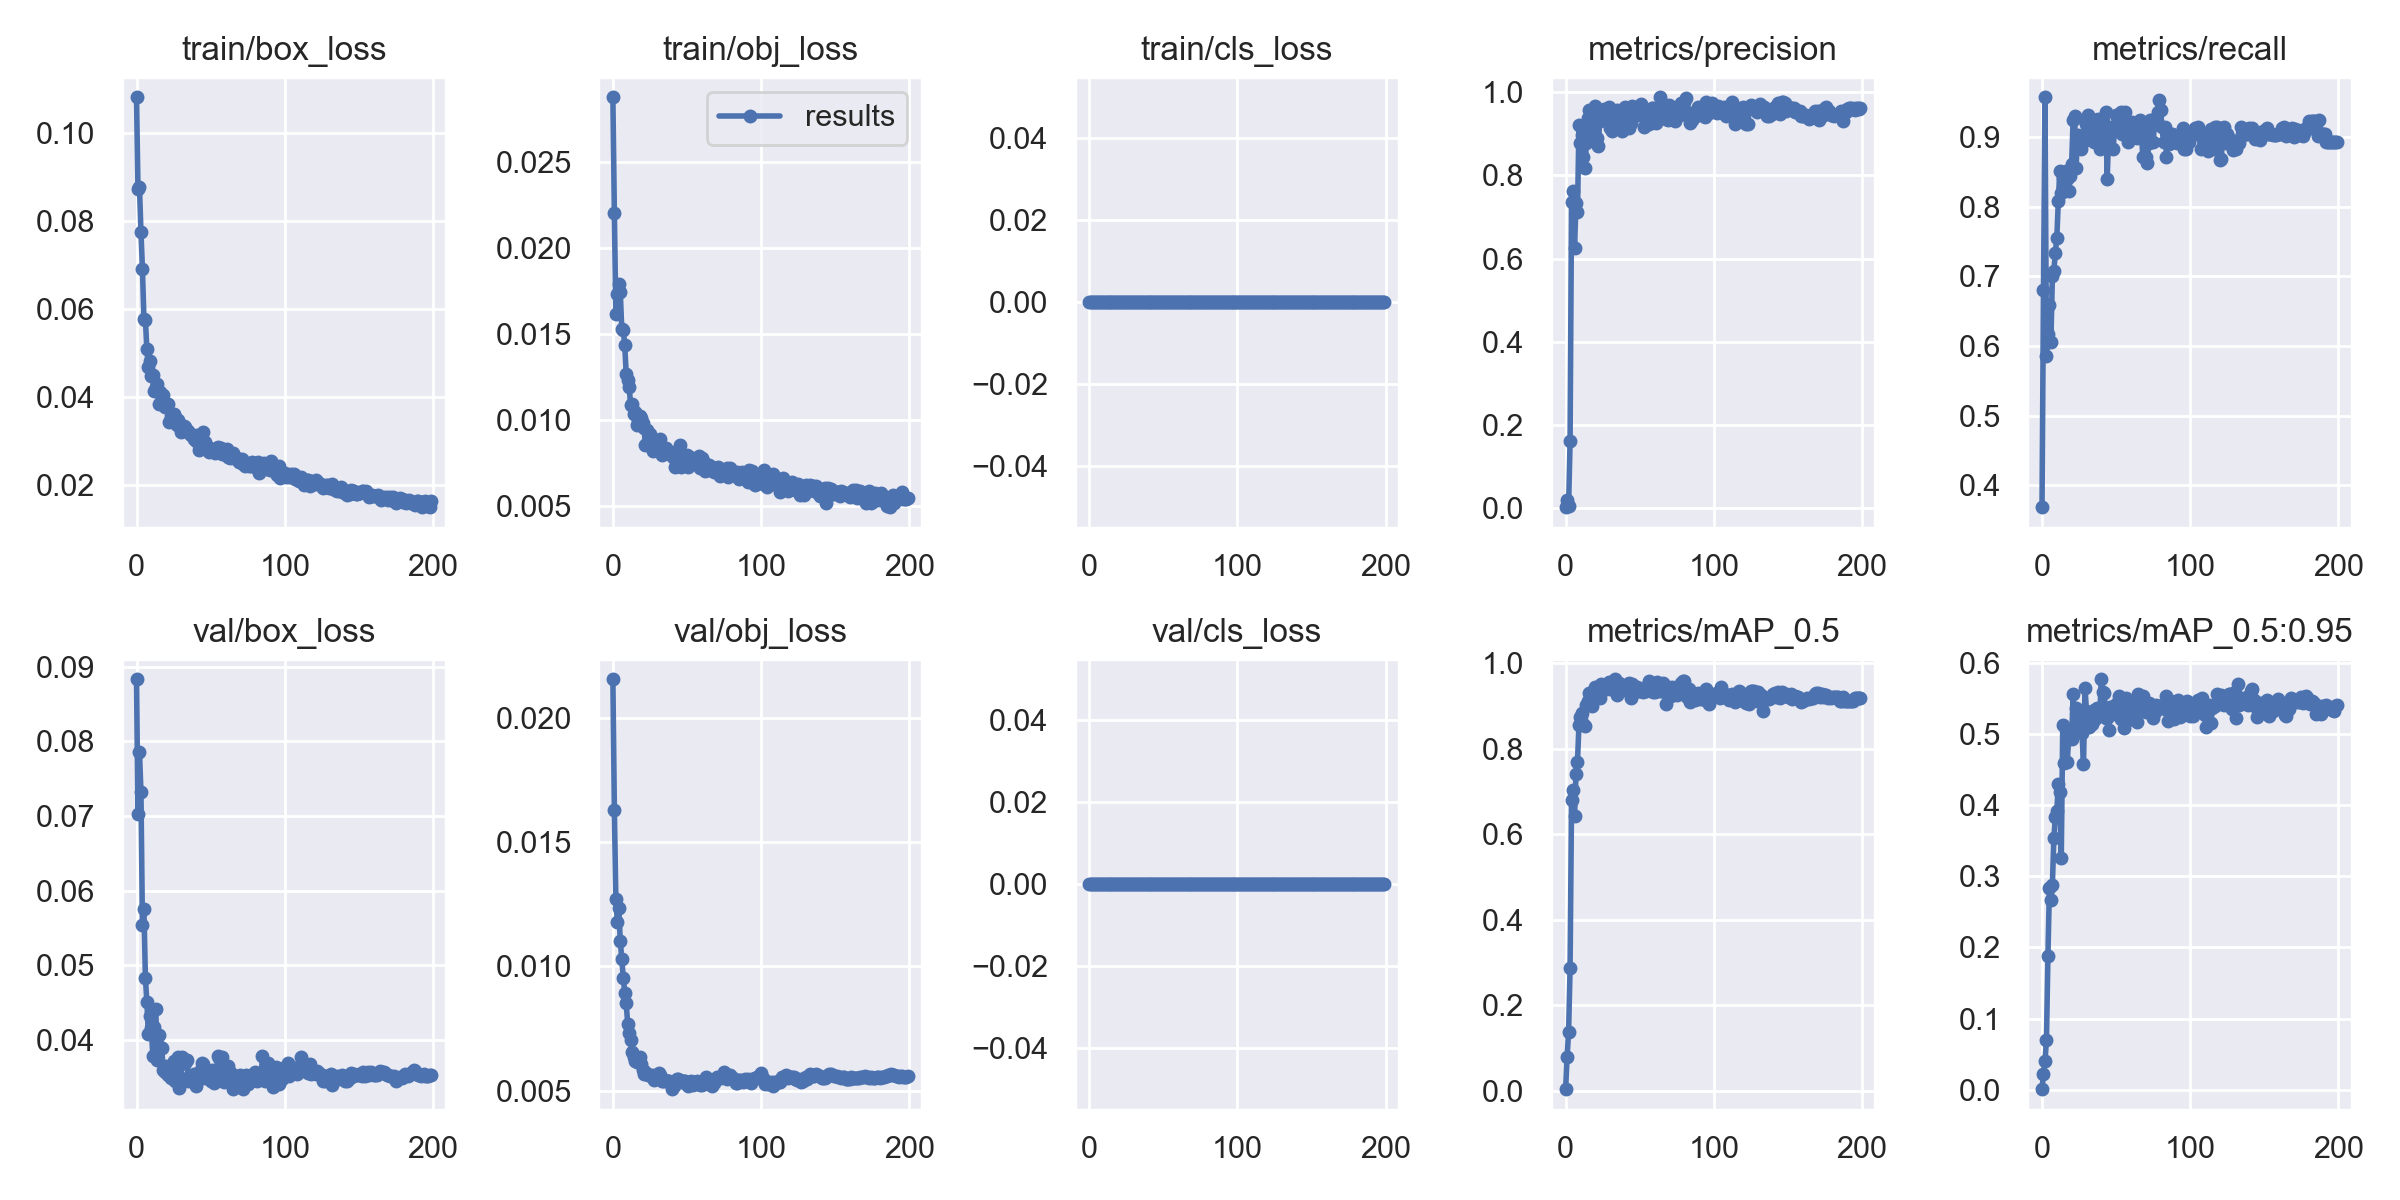 train/box_loss
0.10
0.08
0.06
0.04
0.02
0 100 200
train/obj_loss
results
0.025
0.020
0.015
0.010
0.005
0 100 200
train/cls_loss
0.04
0.02
0.00
−0.02
−0.04
0 100 200
metrics/precision
1.0
0.8
0.6
0.4
0.2
0.0
0 100 200
metrics/recall
0.9
0.8
0.7
0.6
0.5
0.4
0 100 200
val/box_loss
0.09
0.08
0.07
0.06
0.05
0.04
0 100 200
val/obj_loss
0.020
0.015
0.010
0.005
0 100 200
val/cls_loss
0.04
0.02
0.00
−0.02
−0.04
0 100 200
metrics/mAP_0.5
1.0
0.8
0.6
0.4
0.2
0.0
0 100 200
metrics/mAP_0.5:0.95
0.6
0.5
0.4
0.3
0.2
0.1
0.0
0 100 200